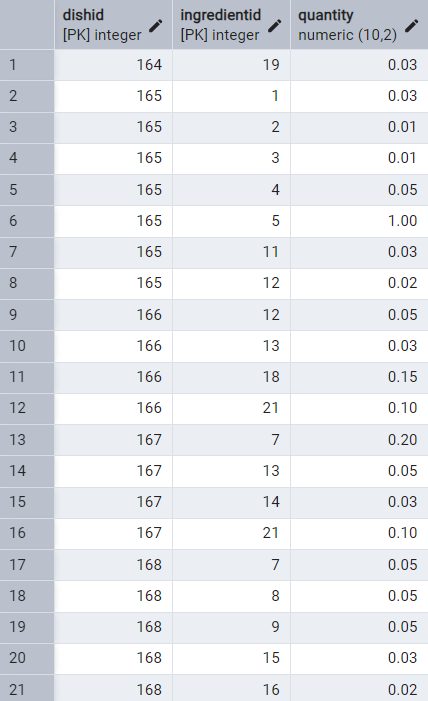 dishid ingredientid quantity
[PK] integer [PK] integer numeric (10,2)
1 164 19 0.03
2 165 1 0.03
3 165 2 0.01
4 165 3 0.01
5 165 4 0.05
6 165 5 1.00
7 165 11 0.03
8 165 12 0.02
9 166 12 0.05
10 166 13 0.03
11 166 18 0.15
12 166 21 0.10
13 167 7 0.20
14 167 13 0.05
15 167 14 0.03
16 167 21 0.10
17 168 7 0.05
18 168 8 0.05
19 168 9 0.05
20 168 15 0.03
21 168 16 0.02